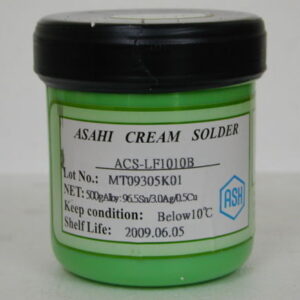 ASAHI CREAM SOLDER
ACS-LF1010B
Lot No.: MT09305K01
NET: 500g Alloy: 96.5Sn/3.0Ag/0.5Cu
Keep condition: Below10℃
Shelf Life: 2009.06.05
ASH